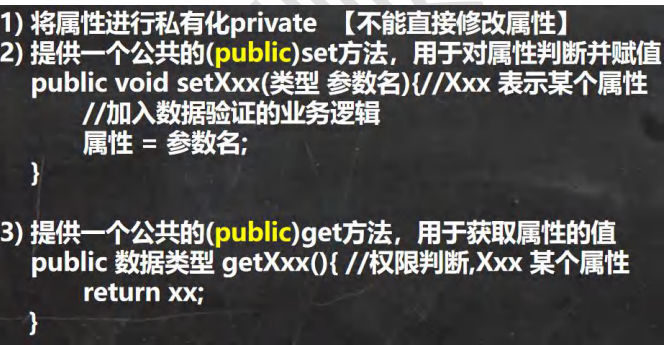 1) 将属性进行私有化private 【不能直接修改属性】
2) 提供一个公共的(public)set方法，用于对属性判断并赋值
public void setXxx(类型 参数名){//Xxx 表示某个属性
//加入数据验证的业务逻辑
属性 = 参数名;
}
3) 提供一个公共的(public)get方法，用于获取属性的值
public 数据类型 getXxx(){ //权限判断,Xxx 某个属性
return xx;
}